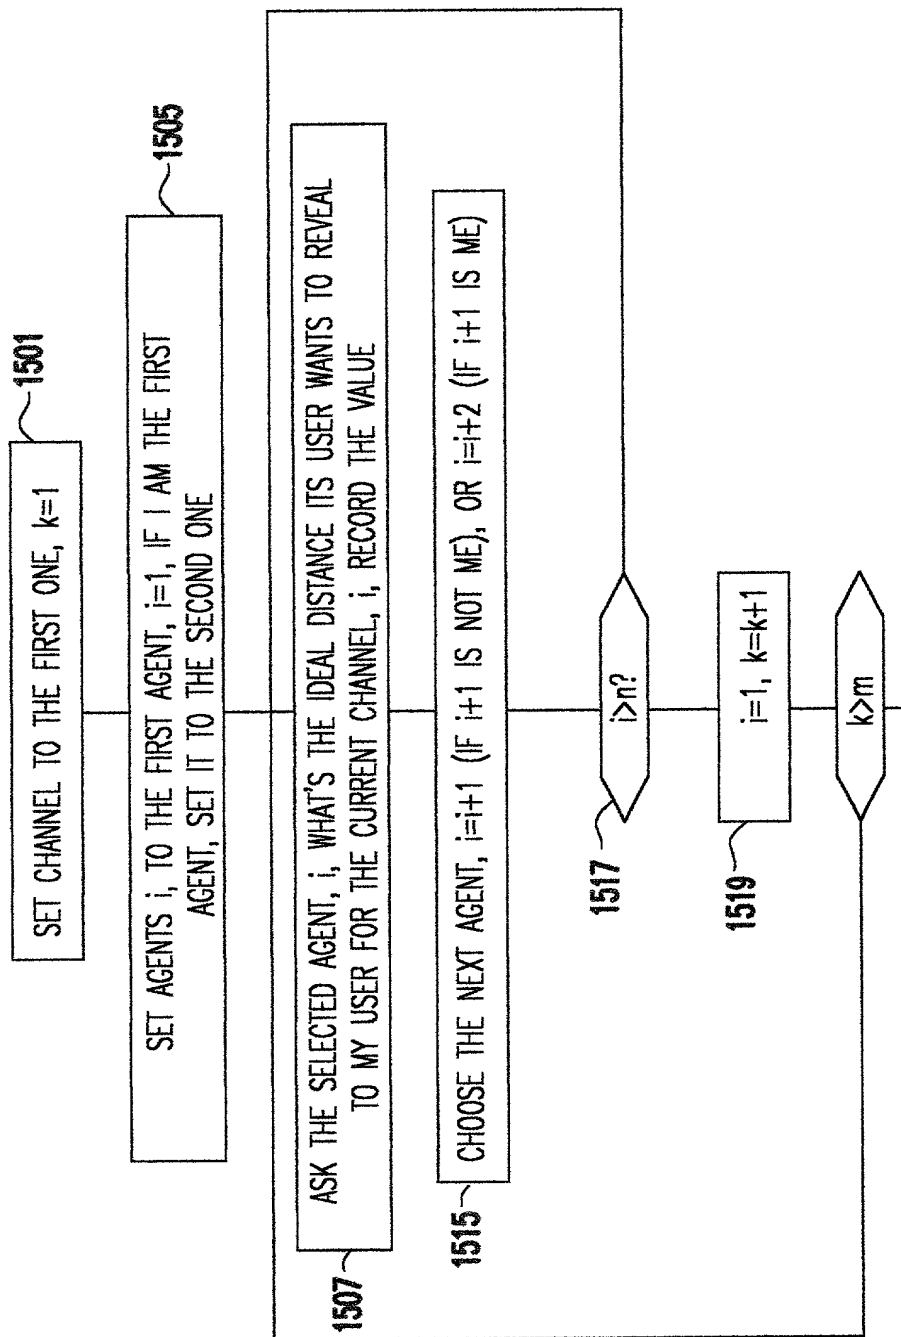 1501
SET CHANNEL TO THE FIRST ONE, k=1
1505
SET AGENTS i, TO THE FIRST AGENT, i=1, IF I AM THE FIRST
AGENT, SET IT TO THE SECOND ONE
1507
ASK THE SELECTED AGENT, i, WHAT'S THE IDEAL DISTANCE ITS USER WANTS TO REVEAL
TO MY USER FOR THE CURRENT CHANNEL, i, RECORD THE VALUE
1515
CHOOSE THE NEXT AGENT, i=i+1 (IF i+1 IS NOT ME), OR i=i+2 (IF i+1 IS ME)
1517
i>n?
1519
i=1, k=k+1
k>m